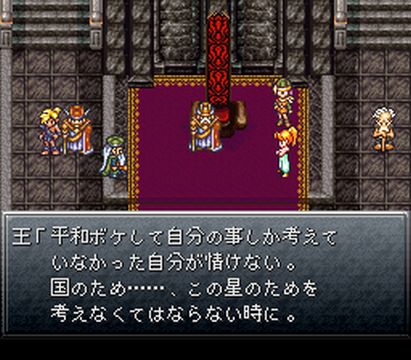 王「平和ボケして自分の事しか考えて
いなかった自分が情けない。
国のため……、この星のためを
考えなくてはならない時に。